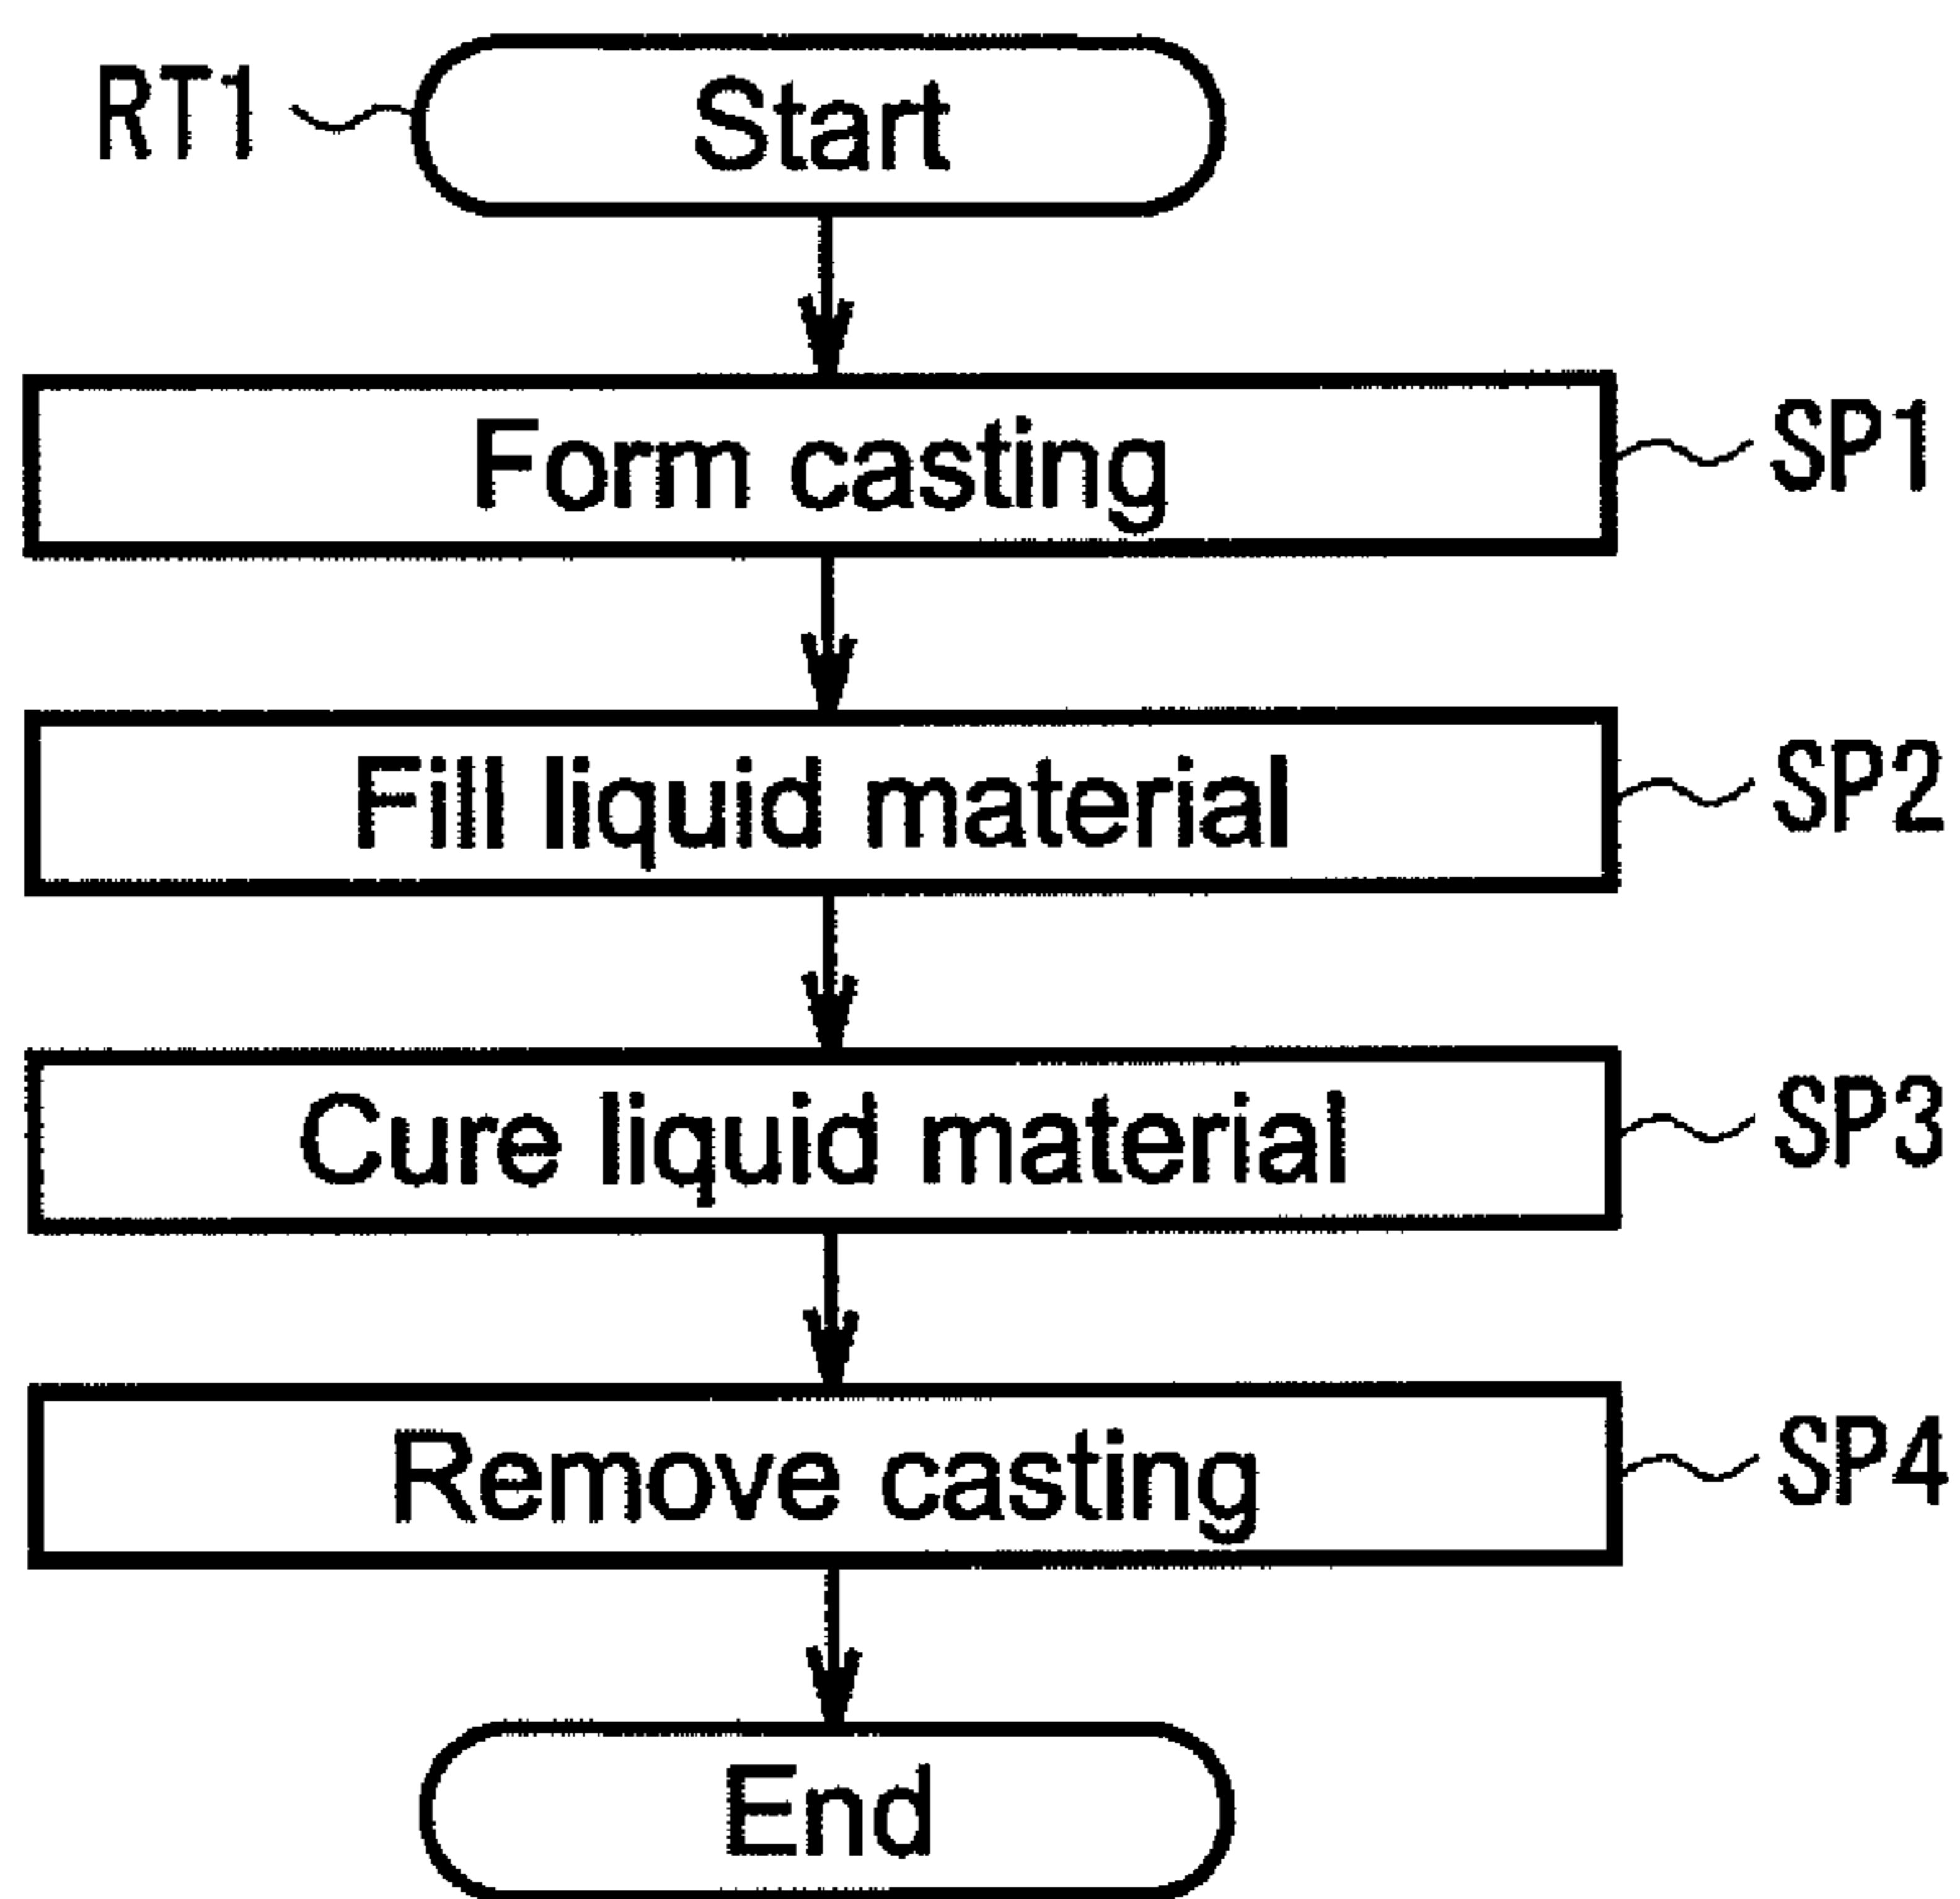 RT1 Start
Form casting SP1
Fill liquid material SP2
Cure liquid material SP3
Remove casting SP4
End